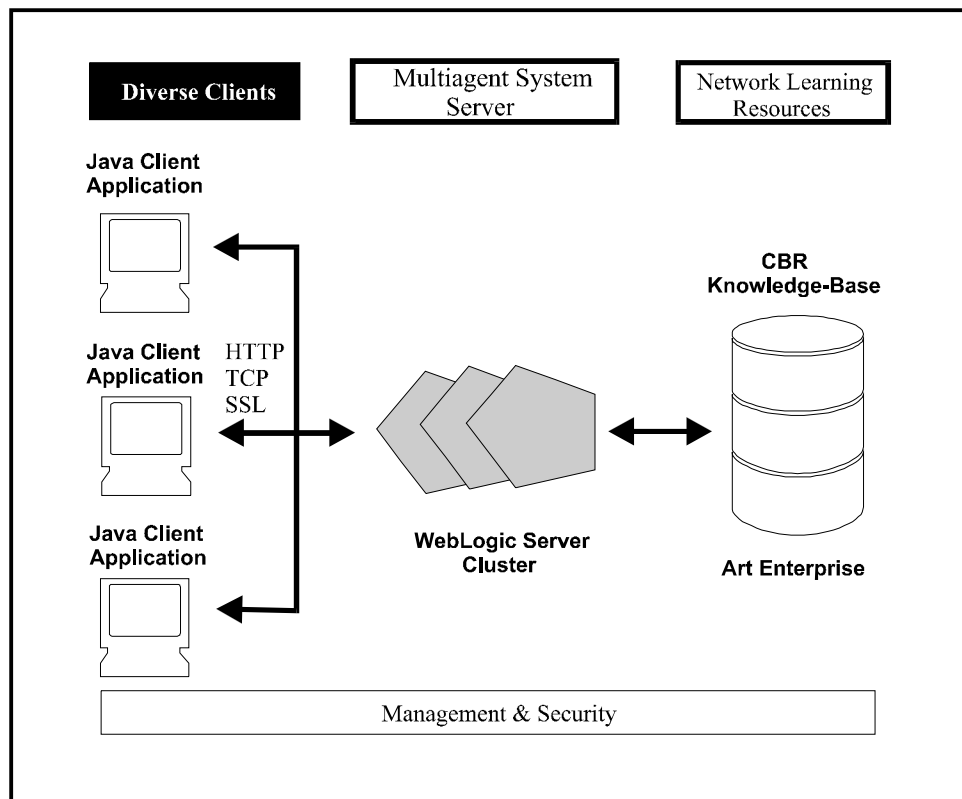 Diverse Clients
Multiagent System
Server
Network Learning
Resources
Java Client
Application
CBR
Knowledge-Base
Java Client
Application
HTTP
TCP
SSL
Java Client
Application
WebLogic Server
Cluster
Art Enterprise
Management & Security